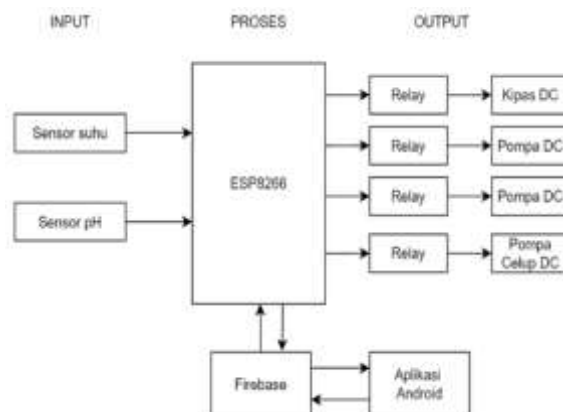 INPUT PROSES OUTPUT
Relay Kipas DC
Sensor suhu
Relay Pompa DC
ESP8266
Relay Pompa DC
Sensor pH
Relay Pompa
Celup DC
Firebase Aplikasi
Android